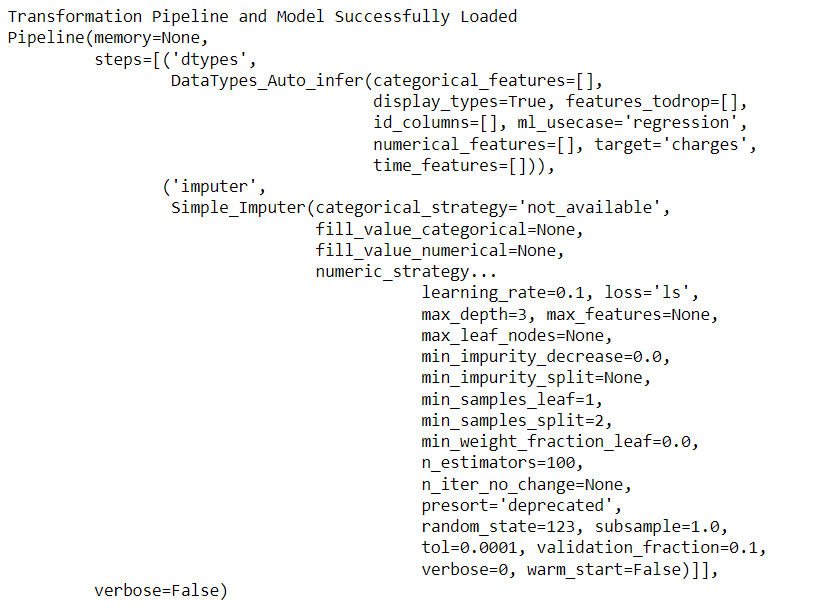 Transformation Pipeline and Model Successfully Loaded
Pipeline(memory=None,
         steps=[('dtypes',
                 DataTypes_Auto_infer(categorical_features=[],
                                      display_types=True, features_todrop=[],
                                      id_columns=[], ml_usecase='regression',
                                      numerical_features=[], target='charges',
                                      time_features=[])),
                ('imputer',
                 Simple_Imputer(categorical_strategy='not_available',
                                fill_value_categorical=None,
                                fill_value_numerical=None,
                                numeric_strategy...
                                           learning_rate=0.1, loss='ls',
                                           max_depth=3, max_features=None,
                                           max_leaf_nodes=None,
                                           min_impurity_decrease=0.0,
                                           min_impurity_split=None,
                                           min_samples_leaf=1,
                                           min_samples_split=2,
                                           min_weight_fraction_leaf=0.0,
                                           n_estimators=100,
                                           n_iter_no_change=None,
                                           presort='deprecated',
                                           random_state=123, subsample=1.0,
                                           tol=0.0001, validation_fraction=0.1,
                                           verbose=0, warm_start=False)]],
         verbose=False)